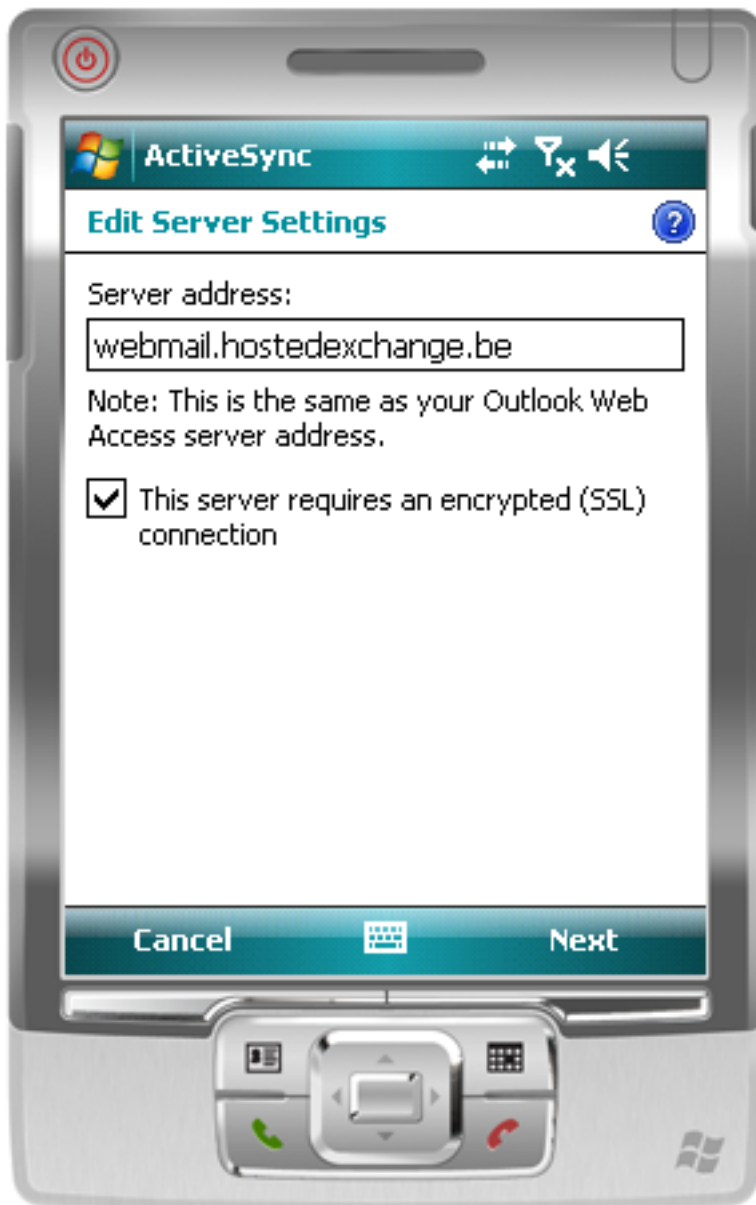 ActiveSync
Edit Server Settings
?
Server address:
webmail.hostedexchange.be
Note: This is the same as your Outlook Web
Access server address.
This server requires an encrypted (SSL)
connection
Cancel
Next